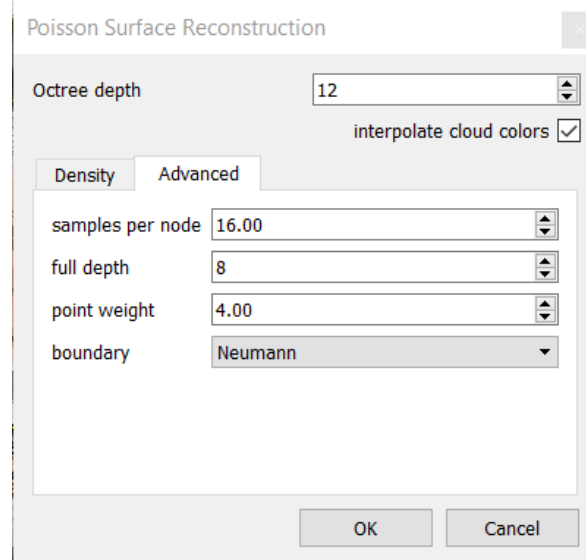 Poisson Surface Reconstruction
Octree depth 12
interpolate cloud colors
Density Advanced
samples per node 16.00
full depth 8
point weight 4.00
boundary Neumann
OK Cancel